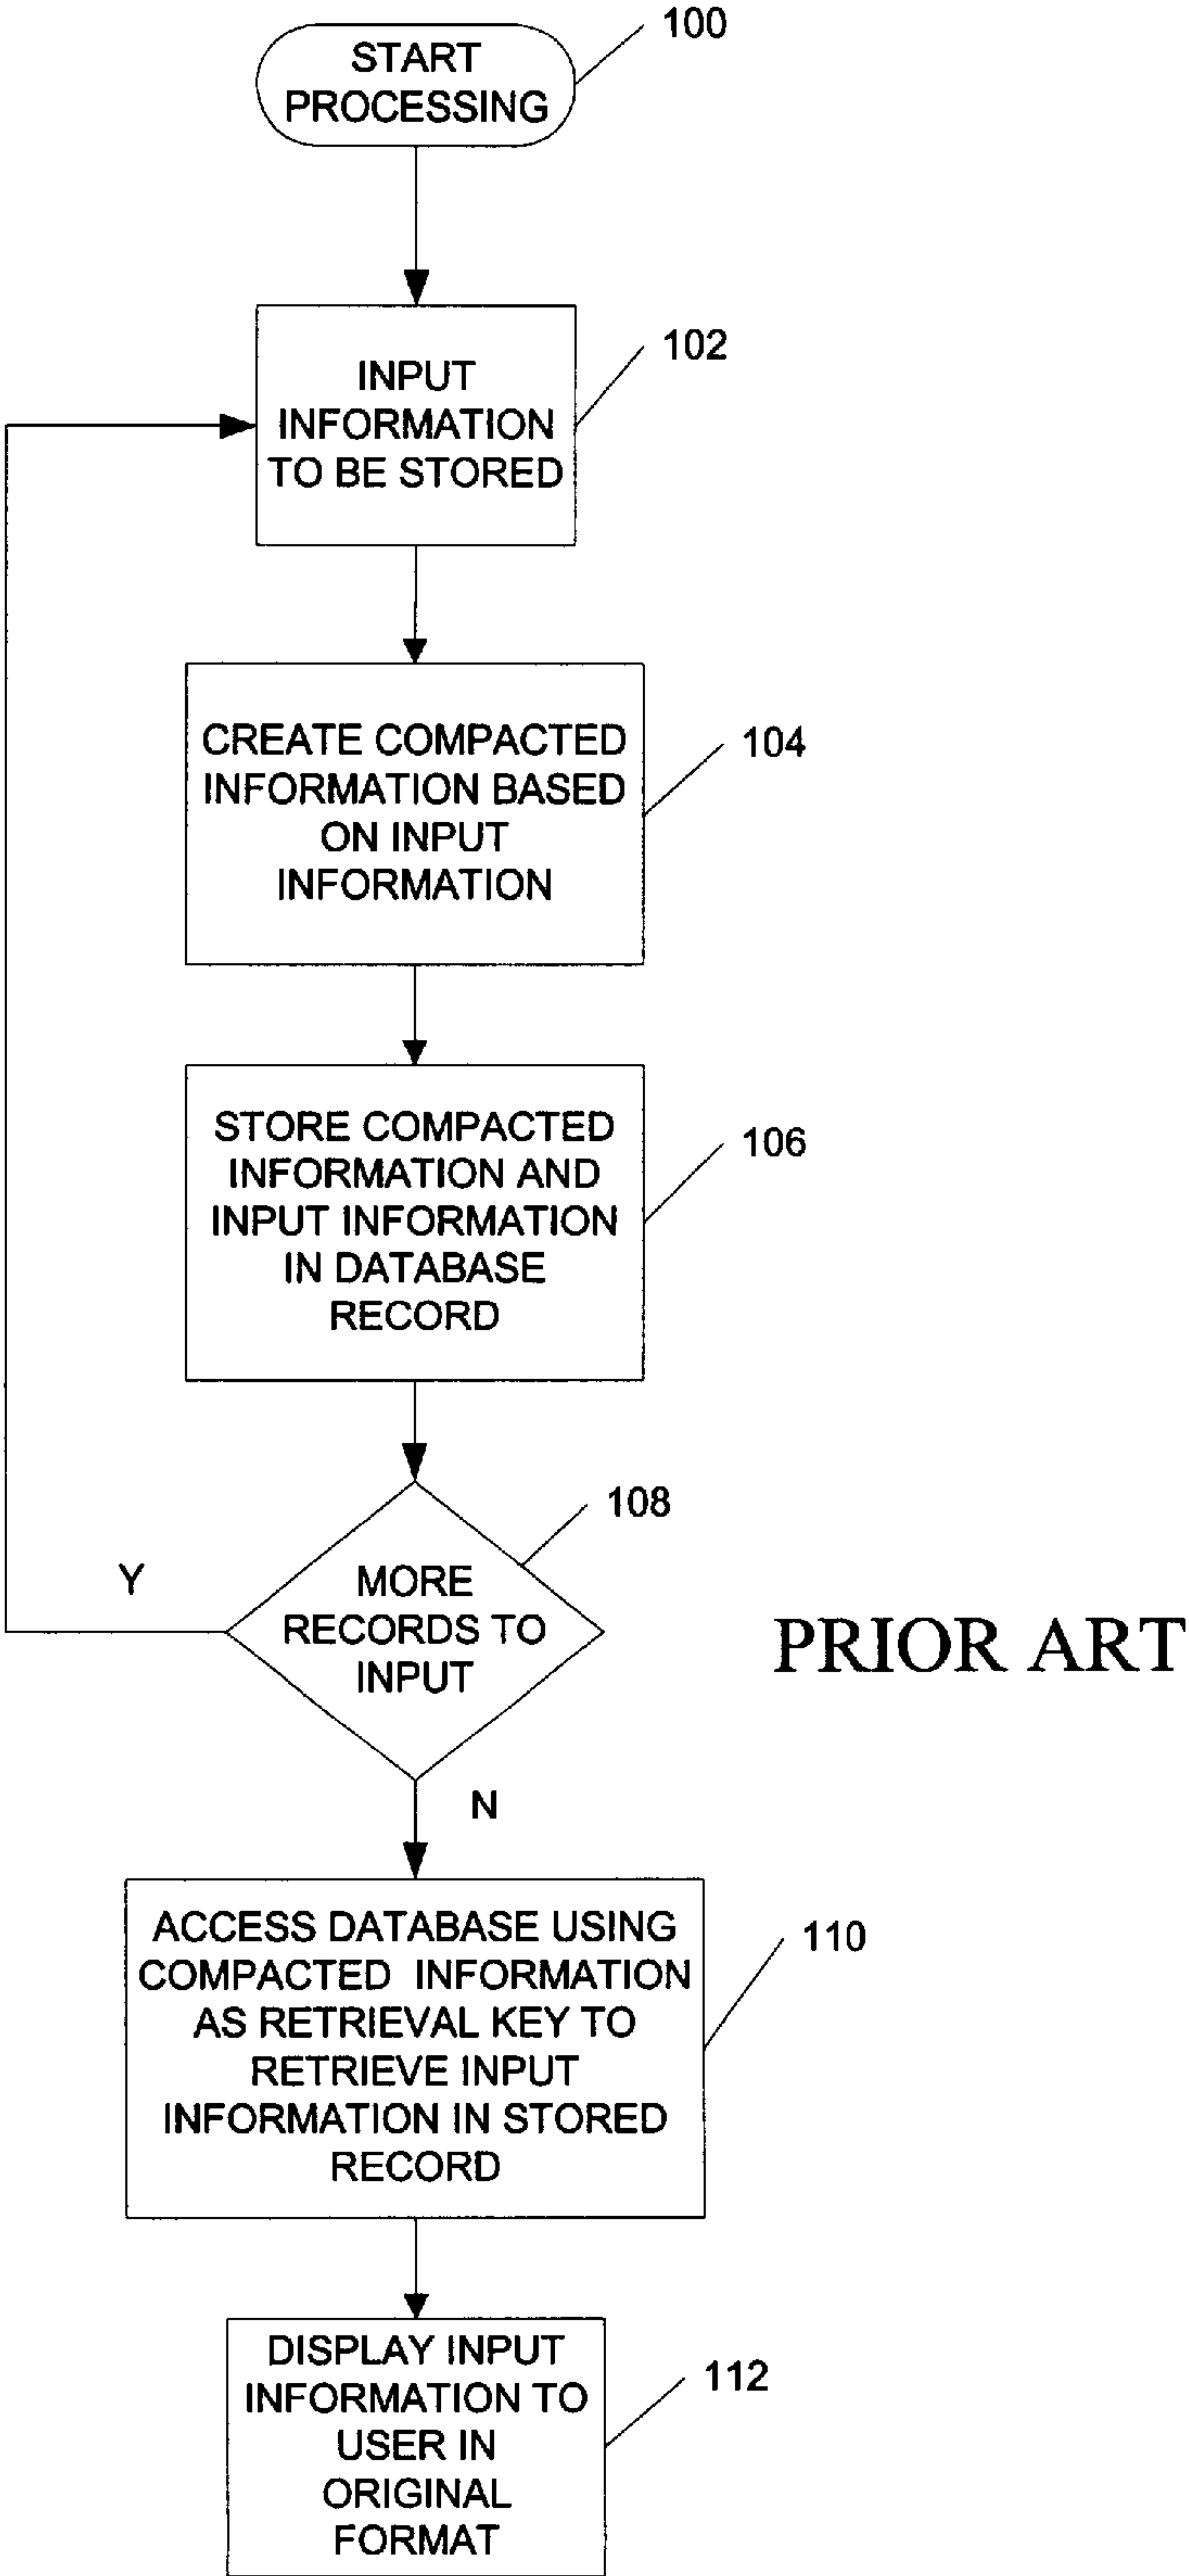 START
PROCESSING
100
INPUT
INFORMATION
TO BE STORED
102
CREATE COMPACTED
INFORMATION BASED
ON INPUT
INFORMATION
104
STORE COMPACTED
INFORMATION AND
INPUT INFORMATION
IN DATABASE
RECORD
106
MORE
RECORDS TO
INPUT
108
Y
PRIOR ART
N
ACCESS DATABASE USING
COMPACTED INFORMATION
AS RETRIEVAL KEY TO
RETRIEVE INPUT
INFORMATION IN STORED
RECORD
110
DISPLAY INPUT
INFORMATION TO
USER IN
ORIGINAL
FORMAT
112